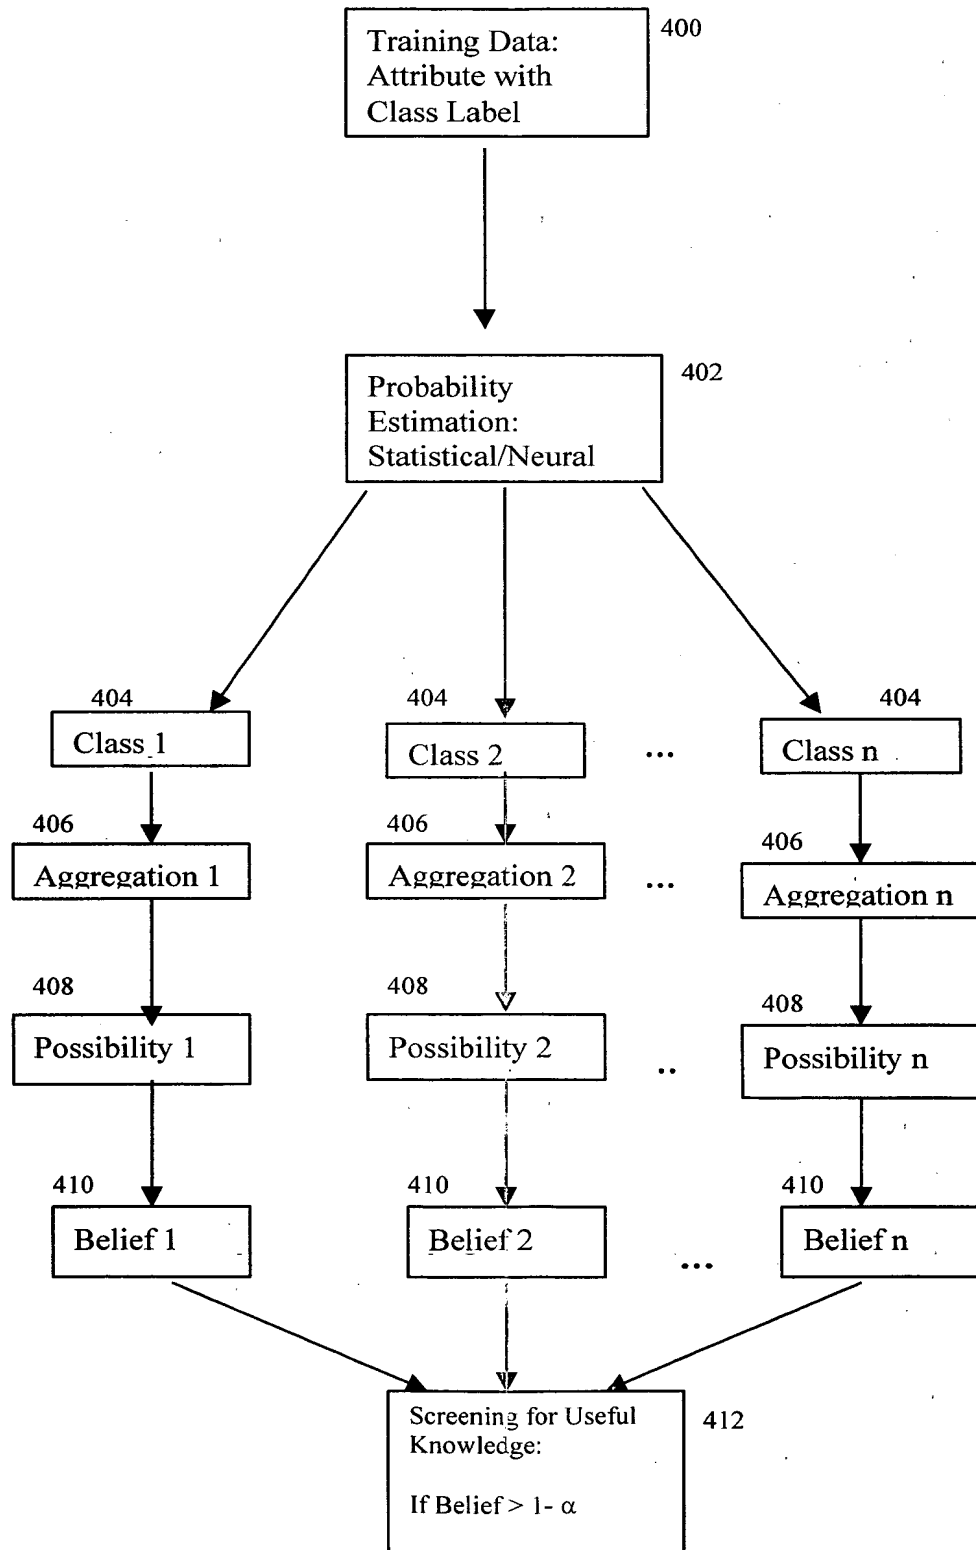 Training Data:
Attribute with
Class Label
400
Probability
Estimation:
Statistical/Neural
402
404
404
404
Class 1
Class 2
...
Class n
406
406
406
Aggregation 1
Aggregation 2
...
Aggregation n
408
408
408
Possibility 1
Possibility 2
..
Possibility n
410
410
410
Belief 1
Belief 2
...
Belief n
Screening for Useful
Knowledge:
If Belief > 1- α
412